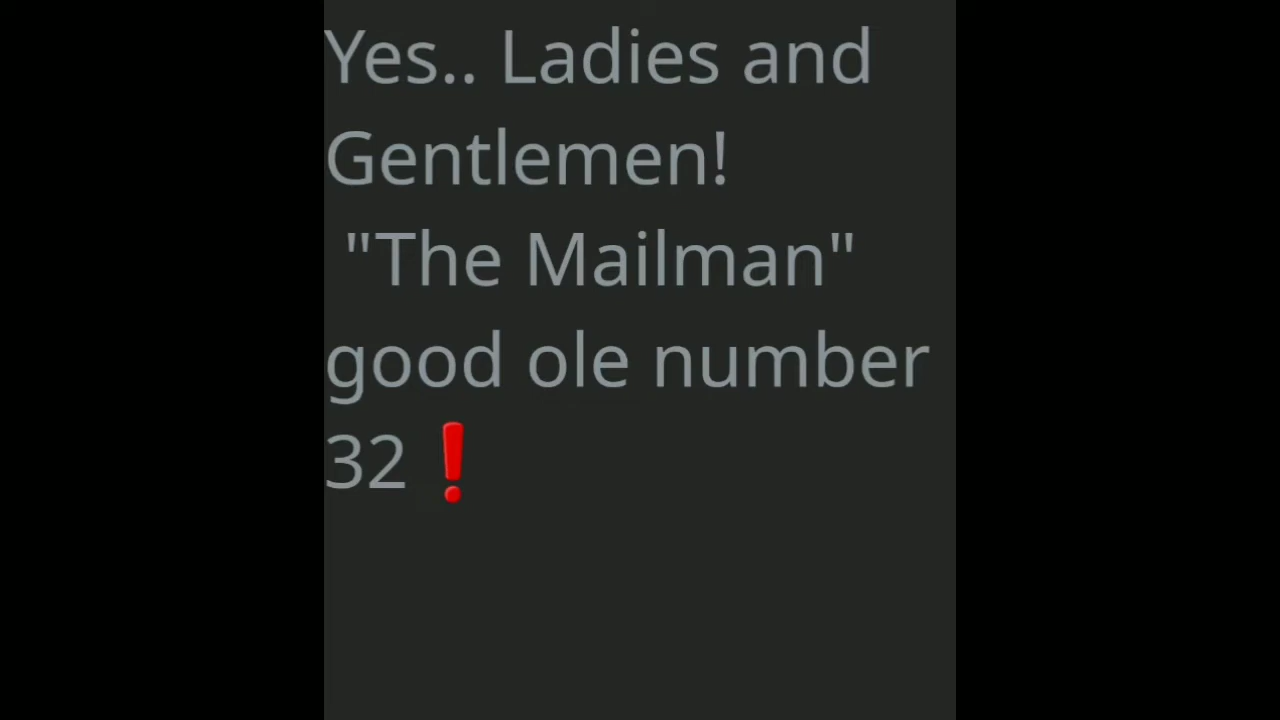 Yes.. Ladies and
Gentlemen!
"The Mailman"
good ole number
32❗